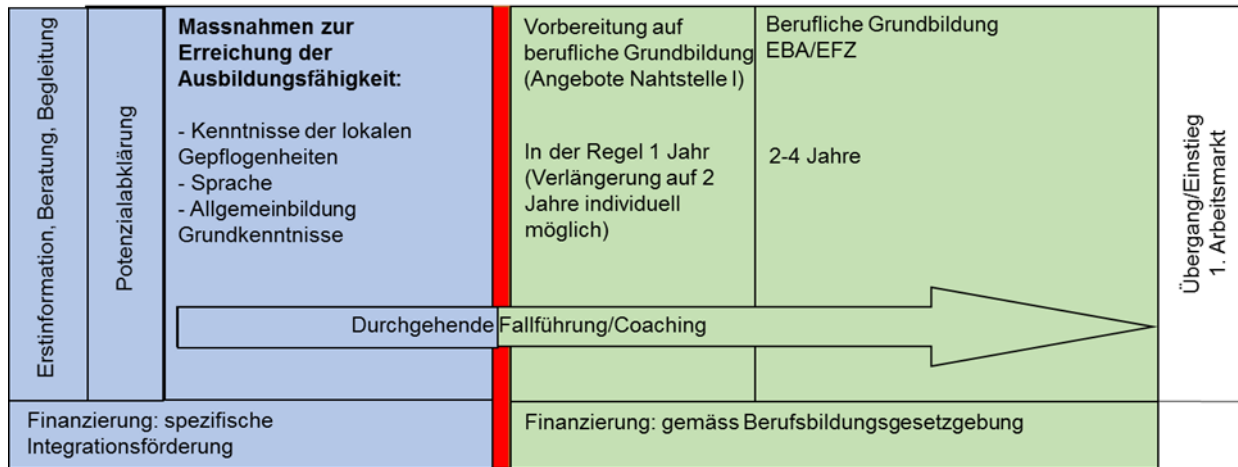 Erstinformation, Beratung, Begleitung
Potenzialabklärung
Massnahmen zur
Erreichung der
Ausbildungsfähigkeit:
- Kenntnisse der lokalen
Gepflogenheiten
- Sprache
- Allgemeinbildung
Grundkenntnisse
Vorbereitung auf
berufliche Grundbildung
(Angebote Nahtstelle I)
In der Regel 1 Jahr
(Verlängerung auf 2
Jahre individuell
möglich)
Berufliche Grundbildung
EBA/EFZ
2-4 Jahre
Übergang/Einstieg
1. Arbeitsmarkt
Durchgehende Fallführung/Coaching
Finanzierung: spezifische
Integrationsförderung
Finanzierung: gemäss Berufsbildungsgesetzgebung